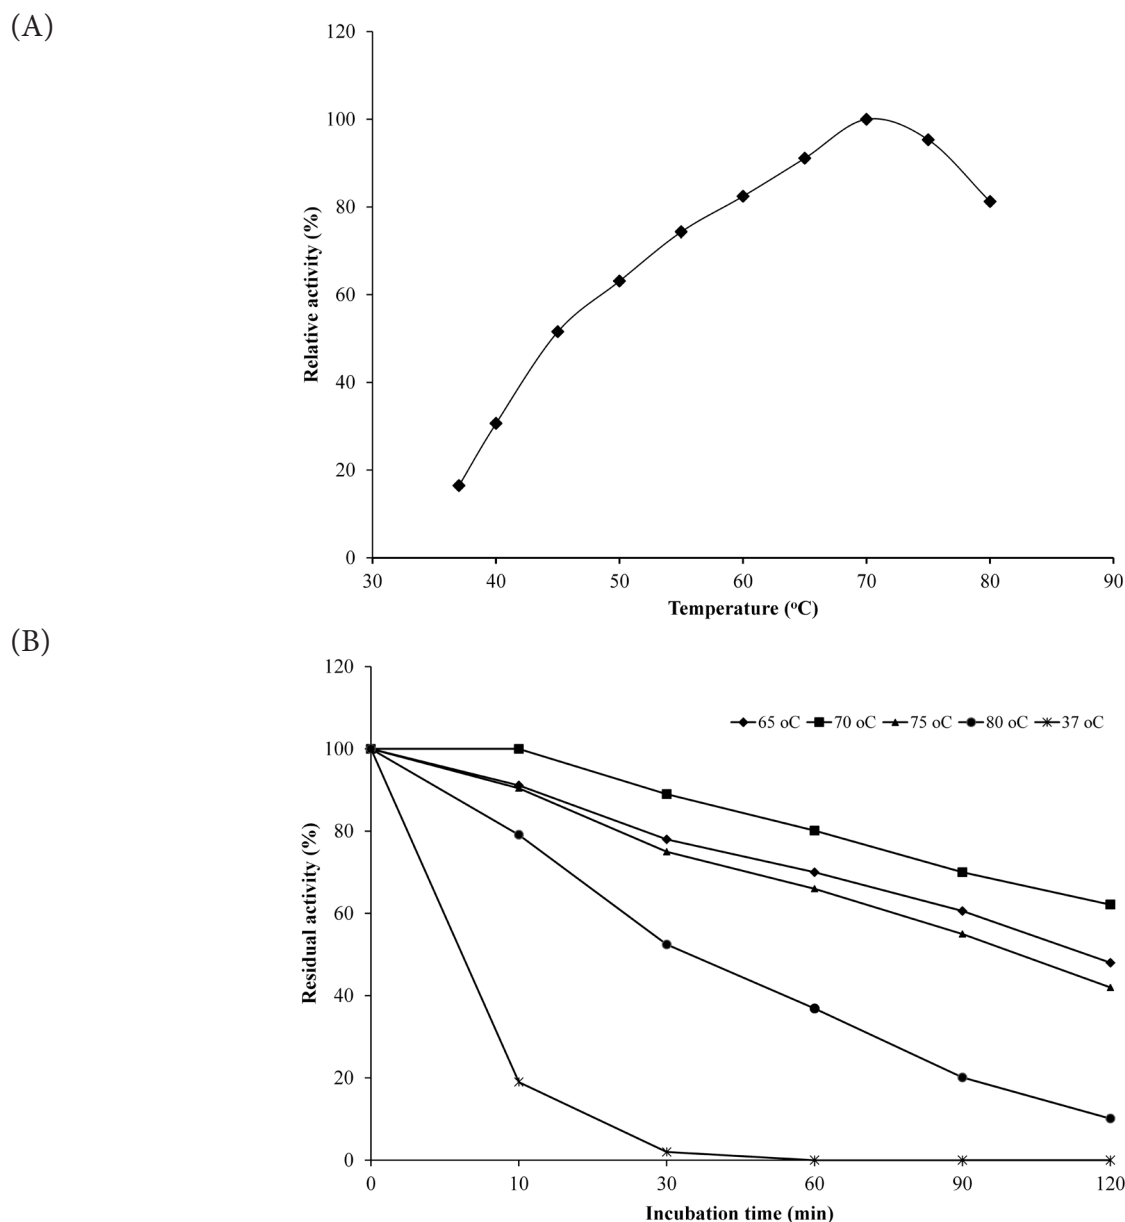 (A)
120
100
80
60
40
20
0
Relative activity (%)
30 40 50 60 70 80 90
Temperature (°C)
(B)
120
100
80
60
40
20
0
Residual activity (%)
65 oC 70 oC 75 oC 80 oC 37 oC
0 10 30 60 90 120
Incubation time (min)